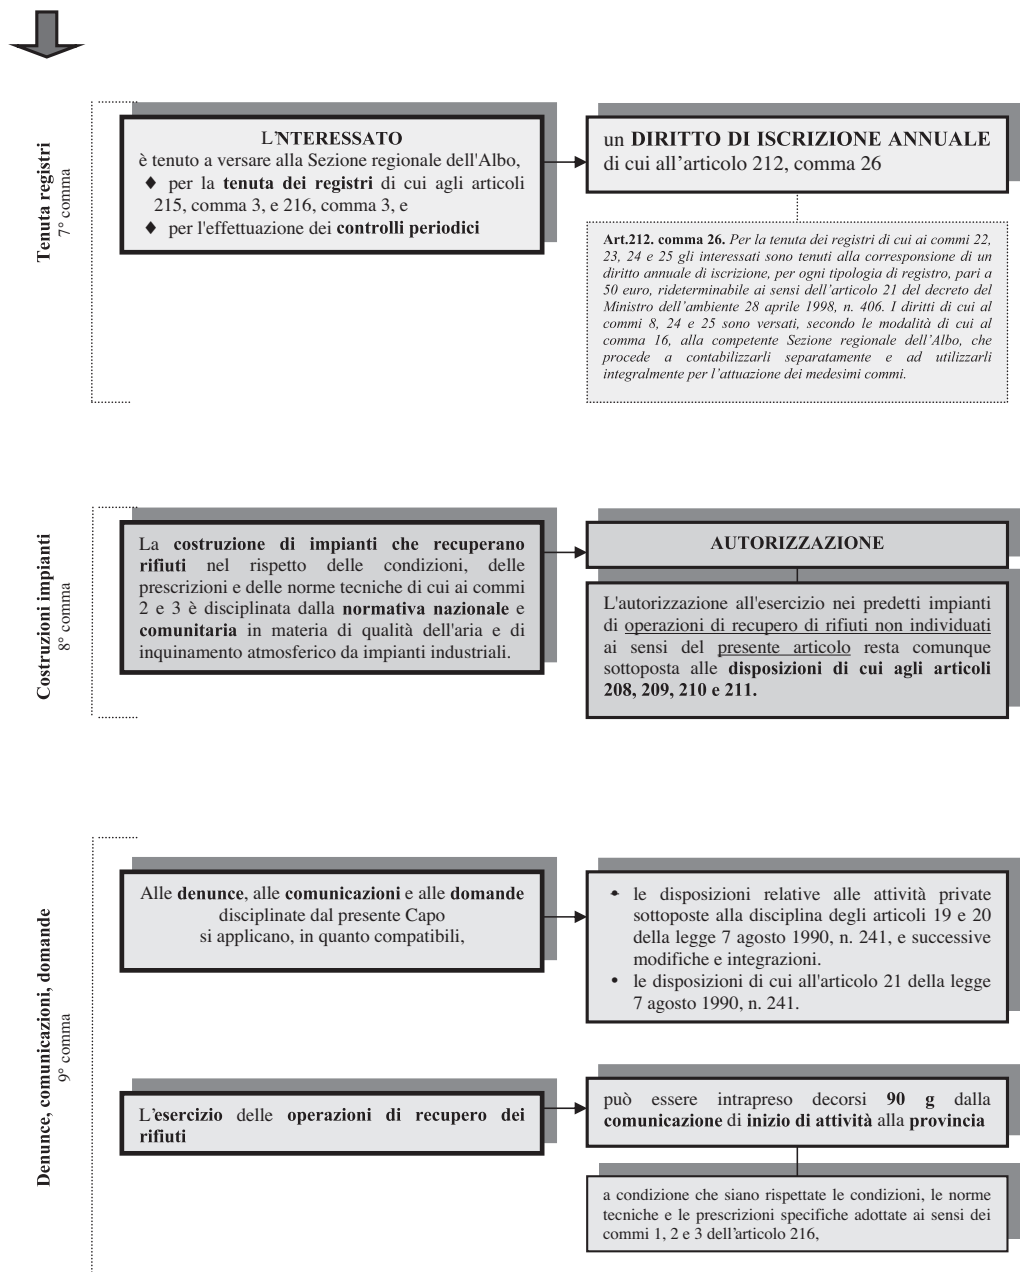 Tenuta registri
7° comma
L'NTERESSATO
è tenuto a versare alla Sezione regionale dell'Albo,
♦ per la tenuta dei registri di cui agli articoli
215, comma 3, e 216, comma 3, e
♦ per l'effettuazione dei controlli periodici
un DIRITTO DI ISCRIZIONE ANNUALE
di cui all'articolo 212, comma 26
Art.212. comma 26. Per la tenuta dei registri di cui ai commi 22,
23, 24 e 25 gli interessati sono tenuti alla corresponsione di un
diritto annuale di iscrizione, per ogni tipologia di registro, pari a
50 euro, rideterminabile ai sensi dell'articolo 21 del decreto del
Ministro dell'ambiente 28 aprile 1998, n. 406. I diritti di cui al
commi 8, 24 e 25 sono versati, secondo le modalità di cui al
comma 16, alla competente Sezione regionale dell'Albo, che
procede a contabilizzarli separatamente e ad utilizzarli
integralmente per l'attuazione dei medesimi commi.
Costruzioni impianti
8° comma
La costruzione di impianti che recuperano
rifiuti nel rispetto delle condizioni, delle
prescrizioni e delle norme tecniche di cui ai commi
2 e 3 è disciplinata dalla normativa nazionale e
comunitaria in materia di qualità dell'aria e di
inquinamento atmosferico da impianti industriali.
AUTORIZZAZIONE
L'autorizzazione all'esercizio nei predetti impianti
di operazioni di recupero di rifiuti non individuati
ai sensi del presente articolo resta comunque
sottoposta alle disposizioni di cui agli articoli
208, 209, 210 e 211.
Denunce, comunicazioni, domande
9° comma
Alle denunce, alle comunicazioni e alle domande
disciplinate dal presente Capo
si applicano, in quanto compatibili,
• le disposizioni relative alle attività private
sottoposte alla disciplina degli articoli 19 e 20
della legge 7 agosto 1990, n. 241, e successive
modifiche e integrazioni.
• le disposizioni di cui all'articolo 21 della legge
7 agosto 1990, n. 241.
L'esercizio delle operazioni di recupero dei
rifiuti
può essere intrapreso decorsi 90 g dalla
comunicazione di inizio di attività alla provincia
a condizione che siano rispettate le condizioni, le norme
tecniche e le prescrizioni specifiche adottate ai sensi dei
commi 1, 2 e 3 dell'articolo 216,